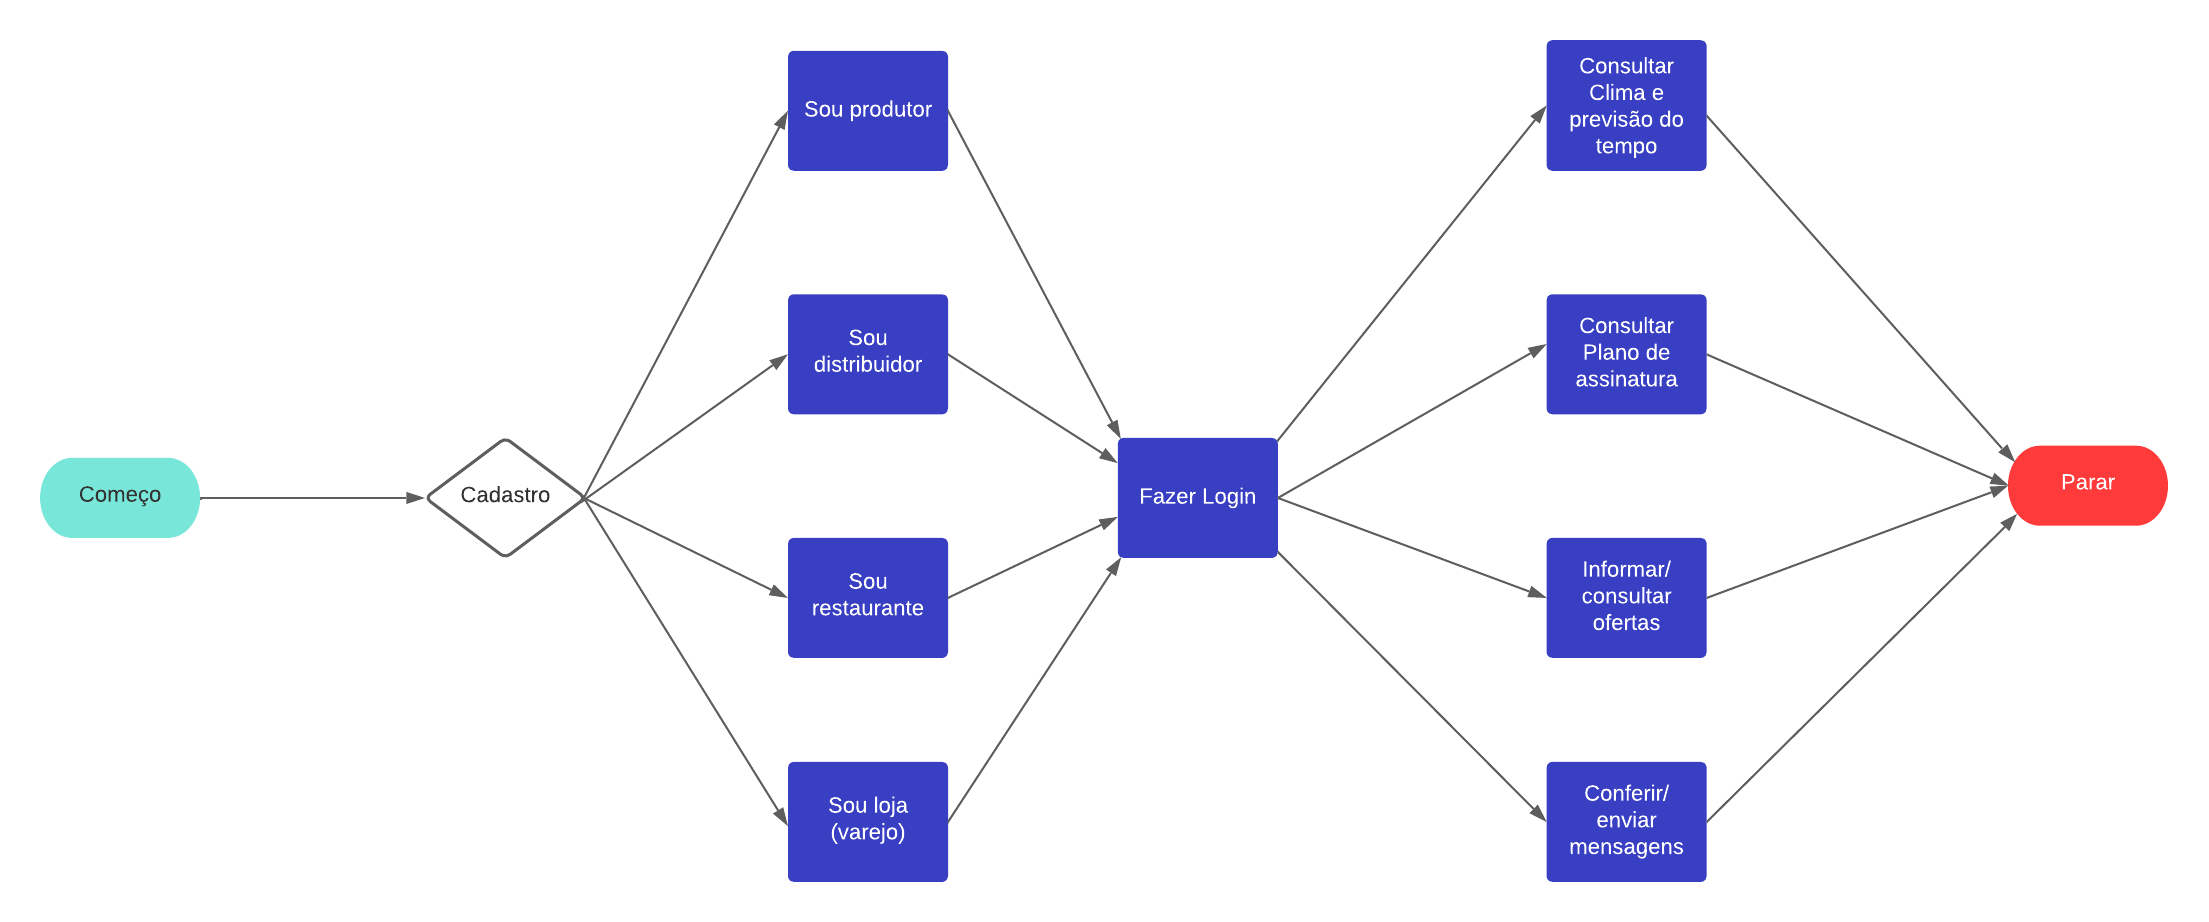 Começo
Cadastro
Sou produtor
Sou
distribuidor
Sou
restaurante
Sou loja
(varejo)
Fazer Login
Consultar
Clima e
previsão do
tempo
Consultar
Plano de
assinatura
Informar/
consultar
ofertas
Conferir/
enviar
mensagens
Parar